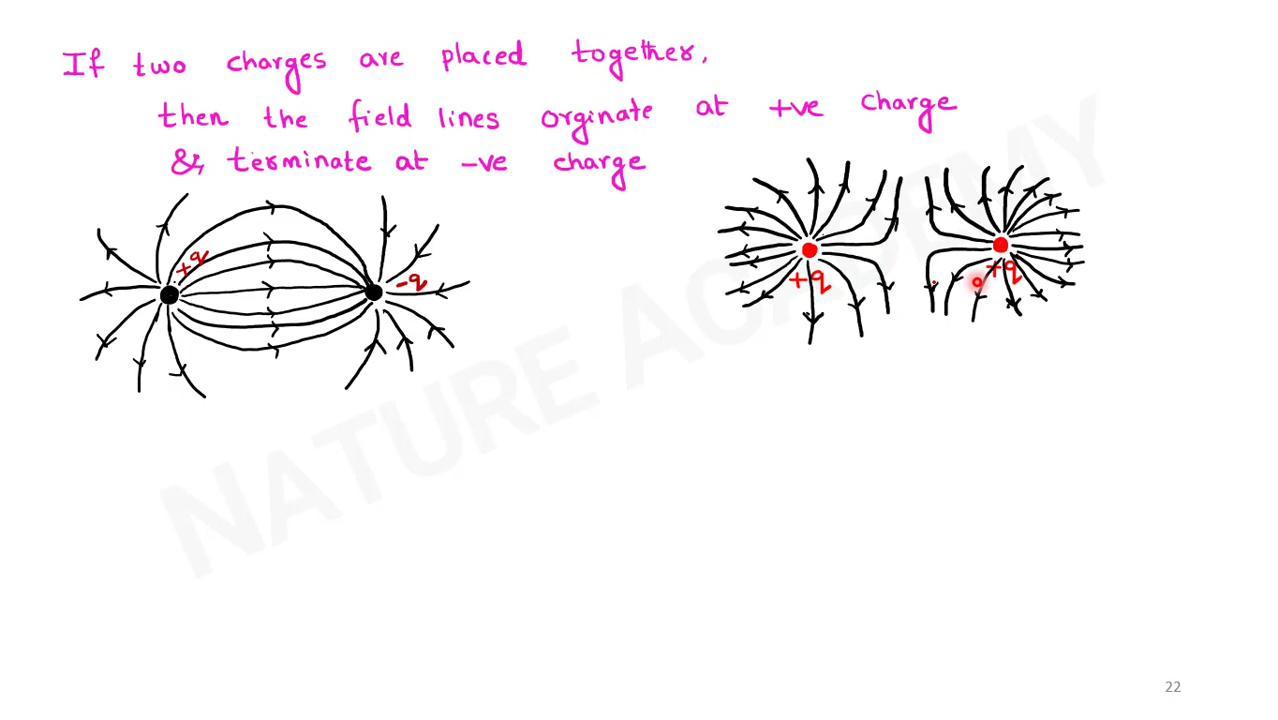 If two charges are placed together,
then the field lines orginate at +ve charge
& terminate at -ve charge
+q
-q
+q
+q
NATURE ACADEMY
22